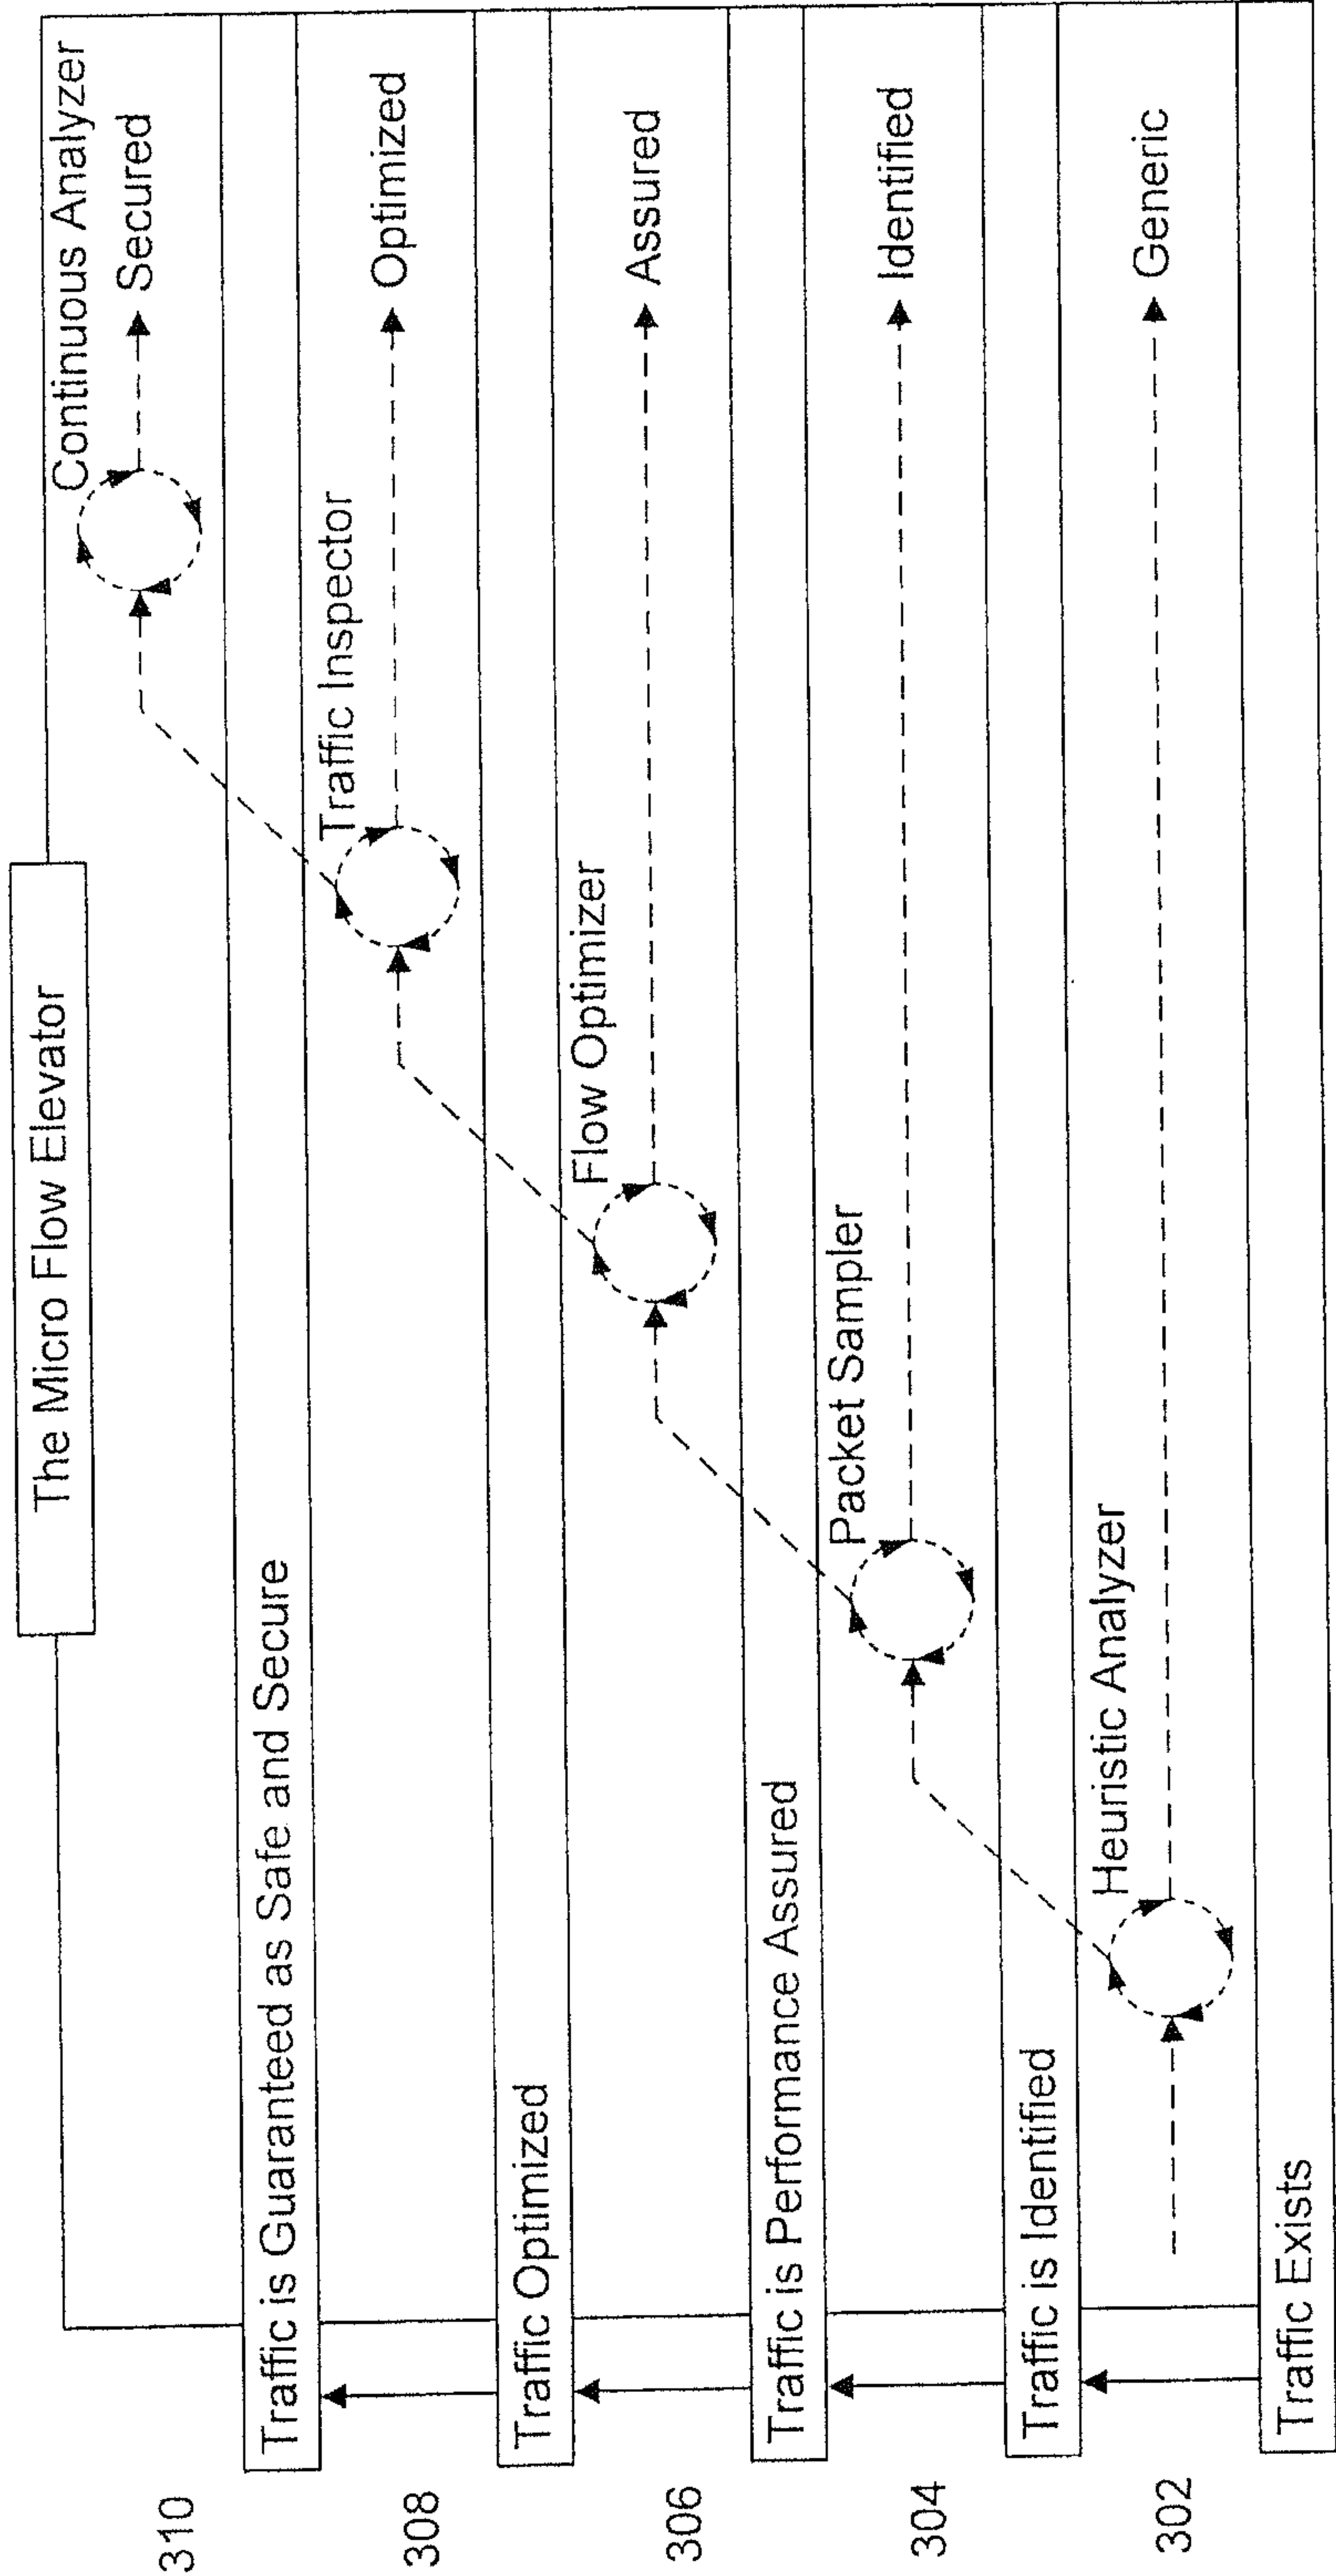 The Micro Flow Elevator
310
Continuous Analyzer
Secured
Traffic is Guaranteed as Safe and Secure
308
Traffic Inspector
Optimized
Traffic Optimized
306
Flow Optimizer
Assured
Traffic is Performance Assured
304
Packet Sampler
Identified
Traffic is Identified
302
Heuristic Analyzer
Generic
Traffic Exists